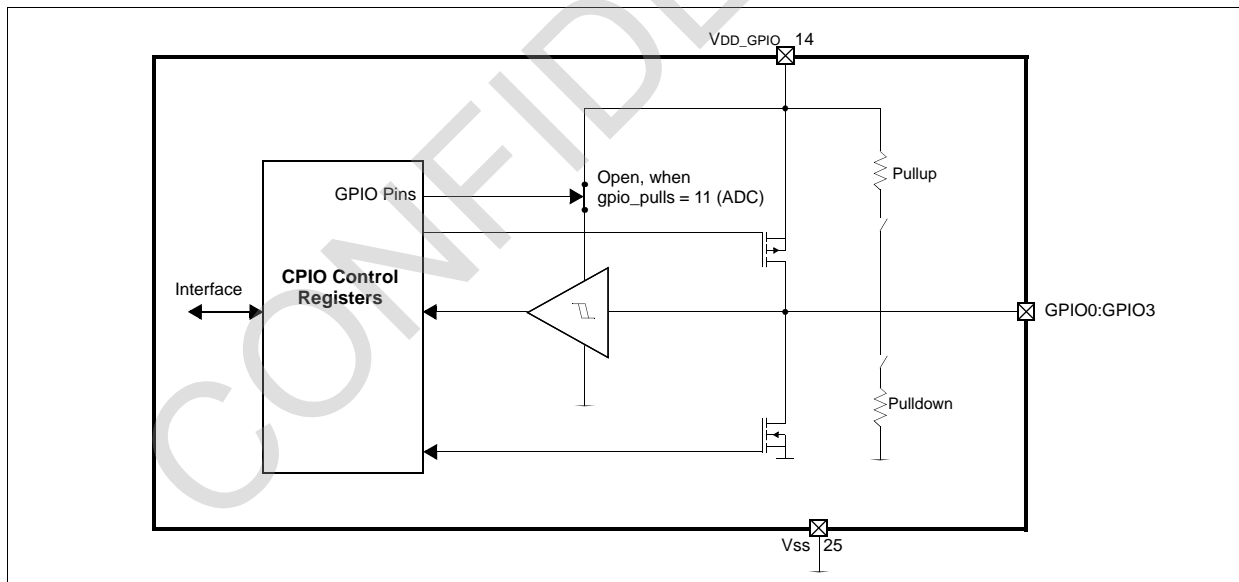 CONFIDE
VDD_GPIO 14
Pullup
Open, when
gpio_pulls = 11 (ADC)
GPIO Pins
CPIO Control
Registers
Interface
GPIO0:GPIO3
Pulldown
Vss 25